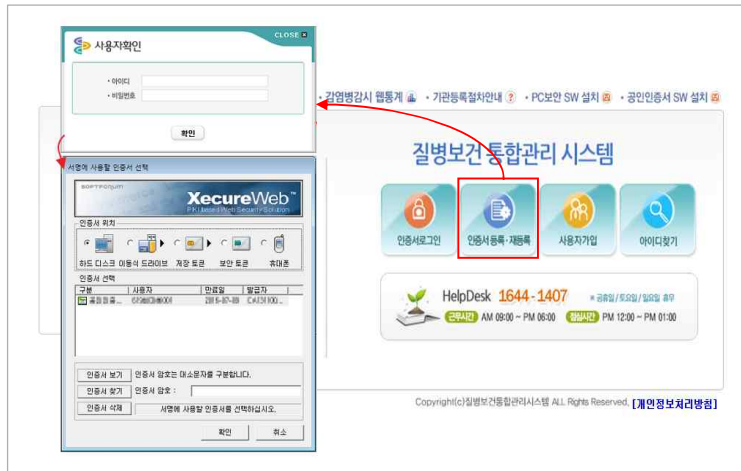 CLOSE
사용자확인
· 아이디
· 비밀번호
확인
· 감염병감시 웹통계 · 기관등록절차안내 ? · PC보안 SW 설치 · 공인인증서 SW 설치
질병보건 통합관리 시스템
인증서로그인 인증서등록·재등록 사용자가입 아이디찾기
HelpDesk 1644-1407 ※ 공휴일/토요일/일요일 휴무
근무시간 AM 09:00 ~ PM 06:00 점심시간 PM 12:00 ~ PM 01:00
Copyright(c)질병보건통합관리시스템 ALL Rights Reserved. [개인정보처리방침]
서명에 사용할 인증서 선택
SOFTFORUM
XecureWeb™
PKI based Web Security Solution
인증서 위치
하드 디스크 이동식 드라이브 저장 토큰 보안 토큰 휴대폰
인증서 선택
구분 사용자 만료일 발급자
인증서 보기 인증서 암호는 대소문자를 구분합니다.
인증서 찾기 인증서 암호 :
인증서 삭제 서명에 사용할 인증서를 선택하십시오.
확인 취소